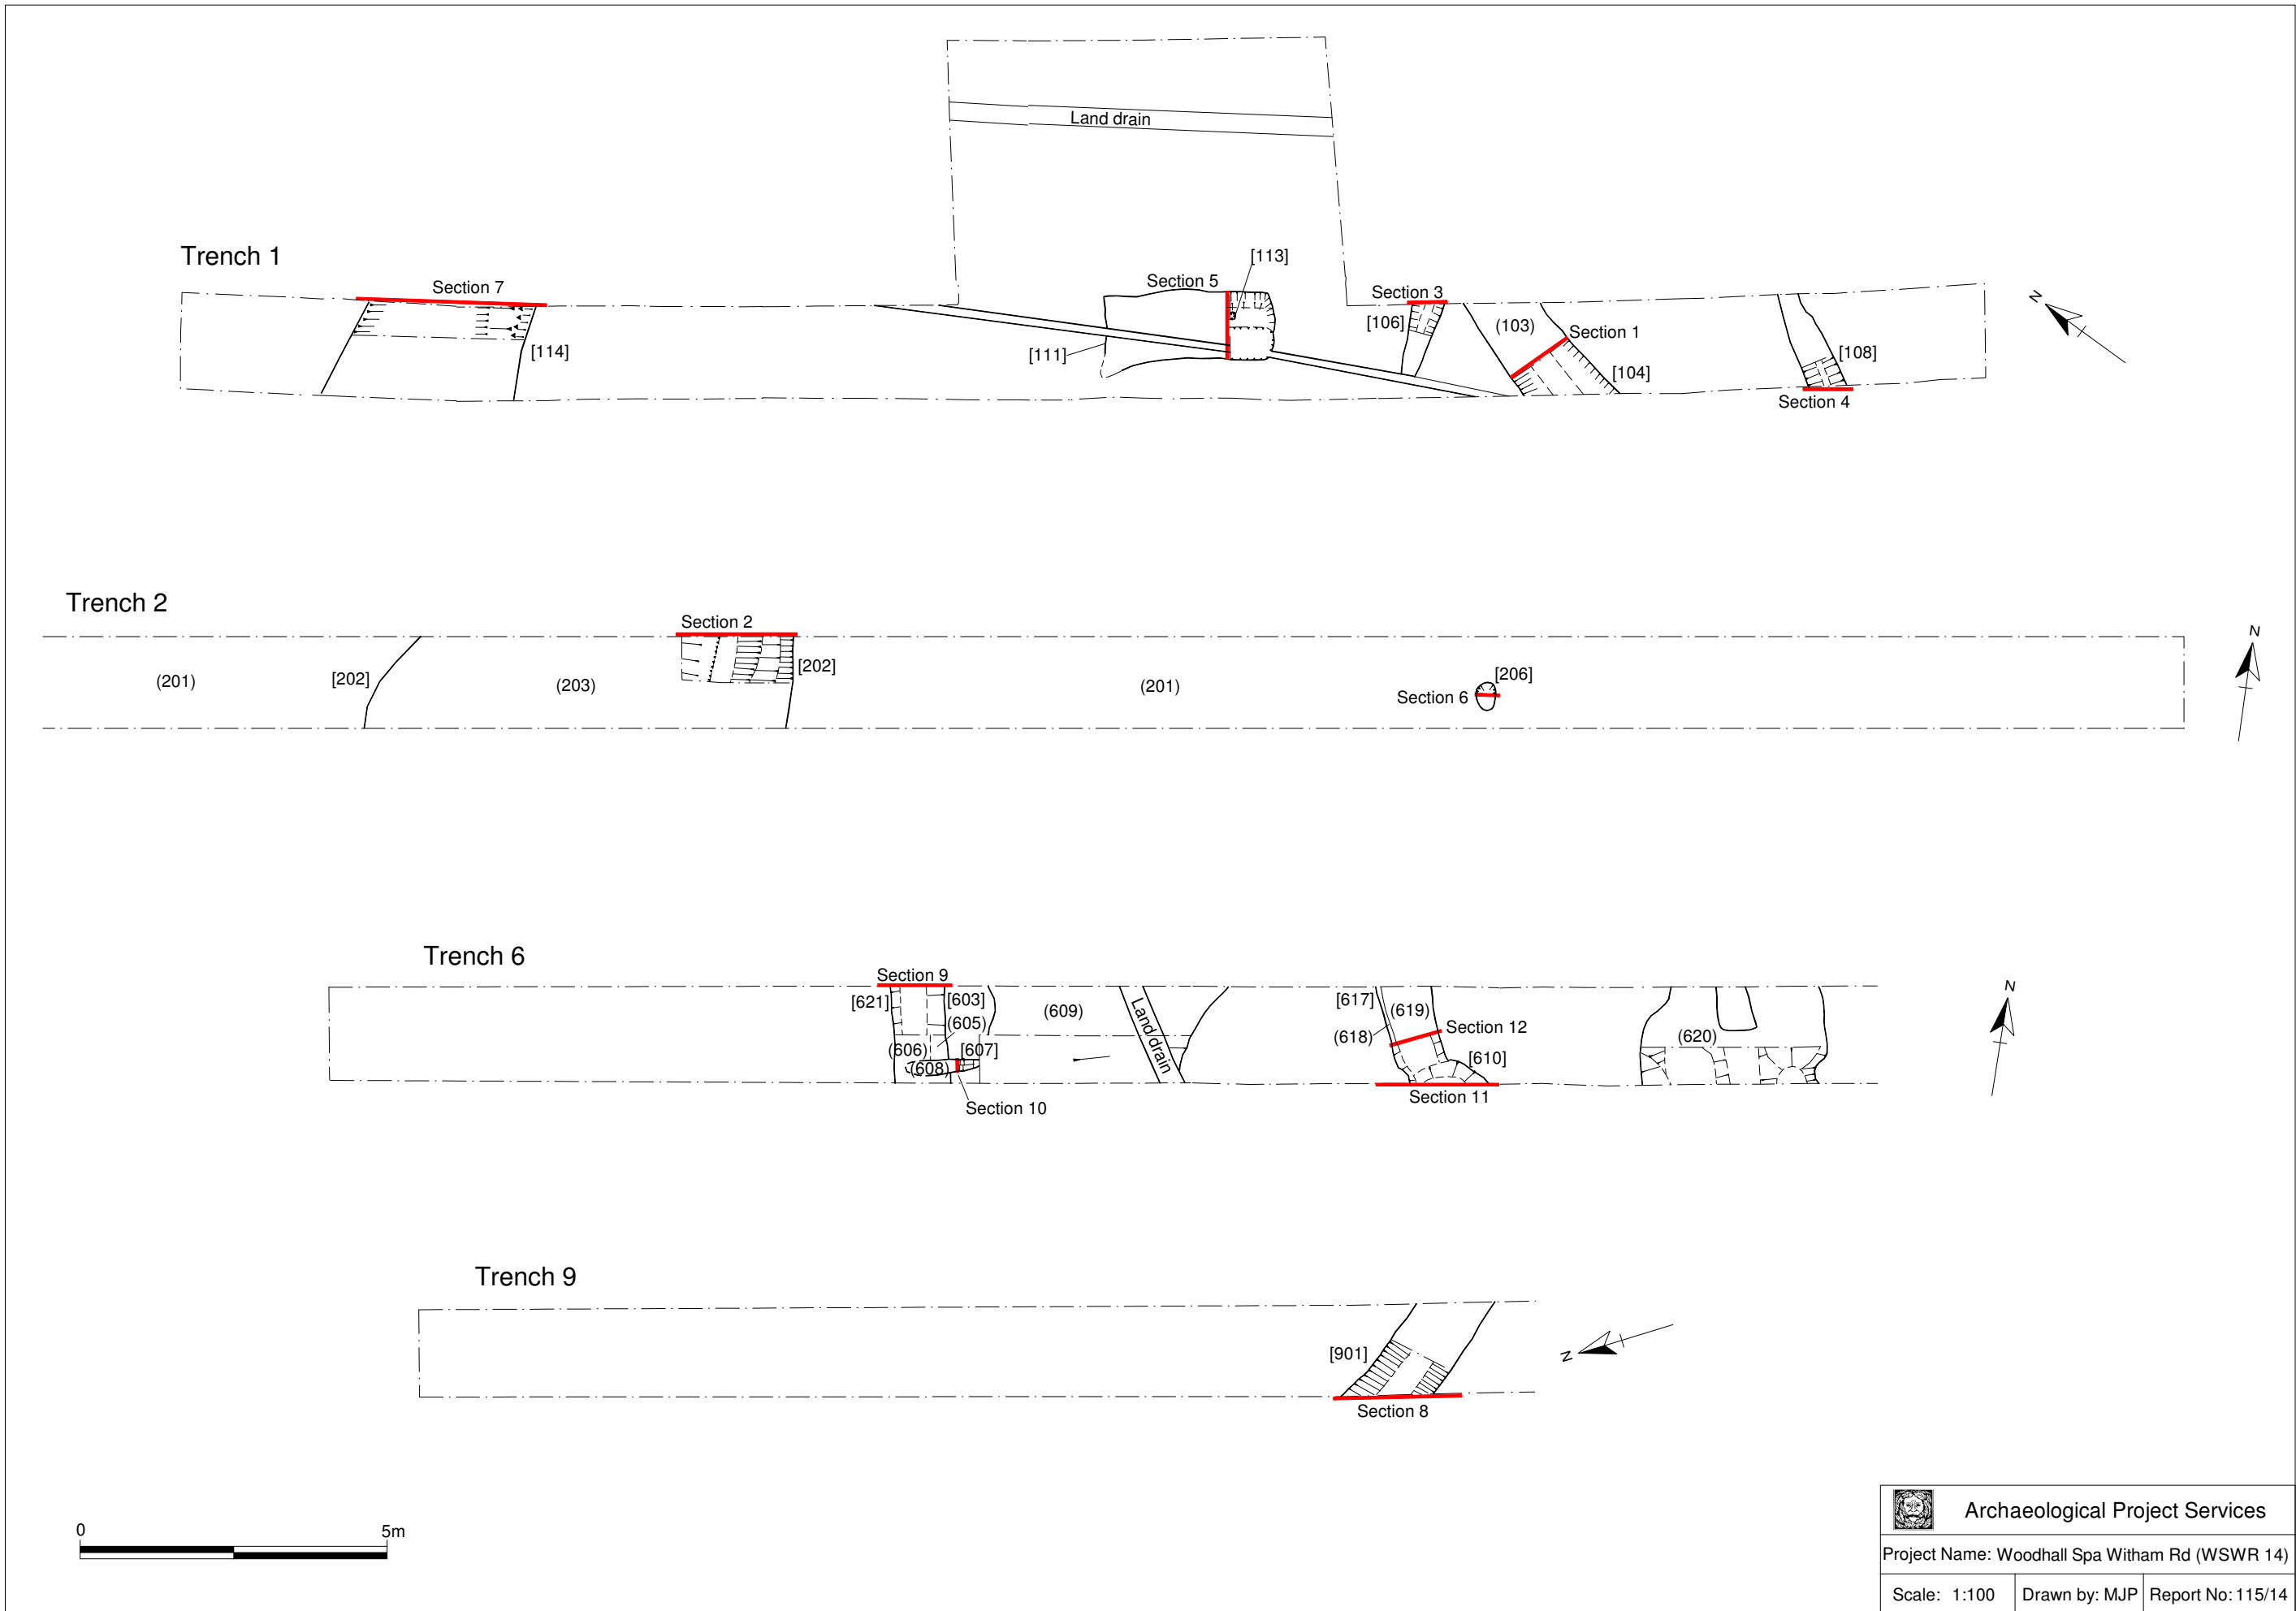 Land drain
Trench 1
[113]
Section 5
Section 7
Section 3
N
[106]
(103)
Section 1
[114]
[111]
[108]
[104]
Section 4
Trench 2
Section 2
N
(201)
[202]
(203)
[202]
(201)
[206]
Section 6
Trench 6
Section 9
N
[621]
[603]
(609)
Land drain
[617]
(619)
(605)
Section 12
(618)
(606)
[607]
(620)
(608)
[610]
Section 10
Section 11
Trench 9
[901]
N
Section 8
0 5m
Archaeological Project Services
Project Name: Woodhall Spa Witham Rd (WSWR 14)
Scale: 1:100 Drawn by: MJP Report No: 115/14